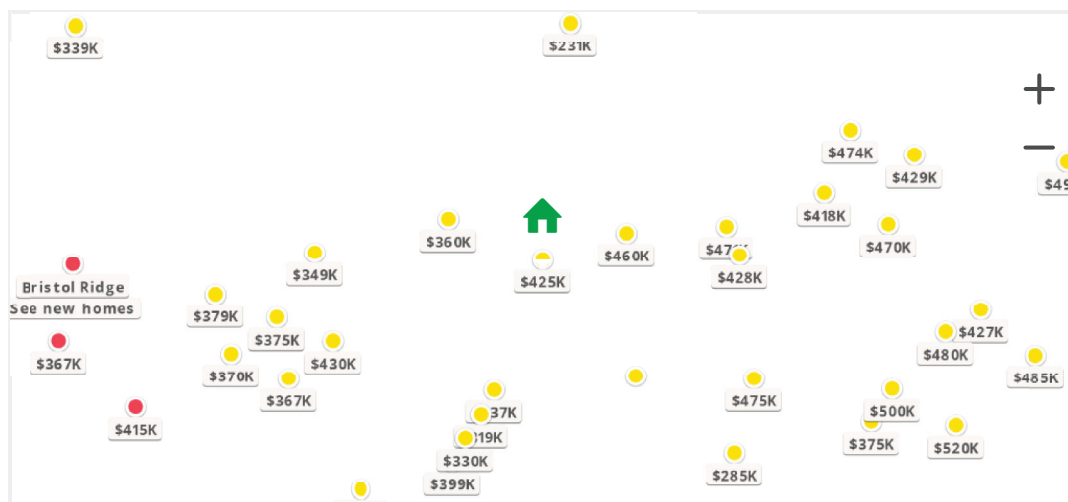 $339K
$231K
$474K
$429K
$418K
$470K
$360K
$460K
$428K
$425K
$349K
Bristol Ridge
See new homes
$379K
$375K
$430K
$367K
$370K
$367K
$415K
$427K
$480K
$485K
$475K
$500K
$375K
$520K
$330K
$399K
$285K